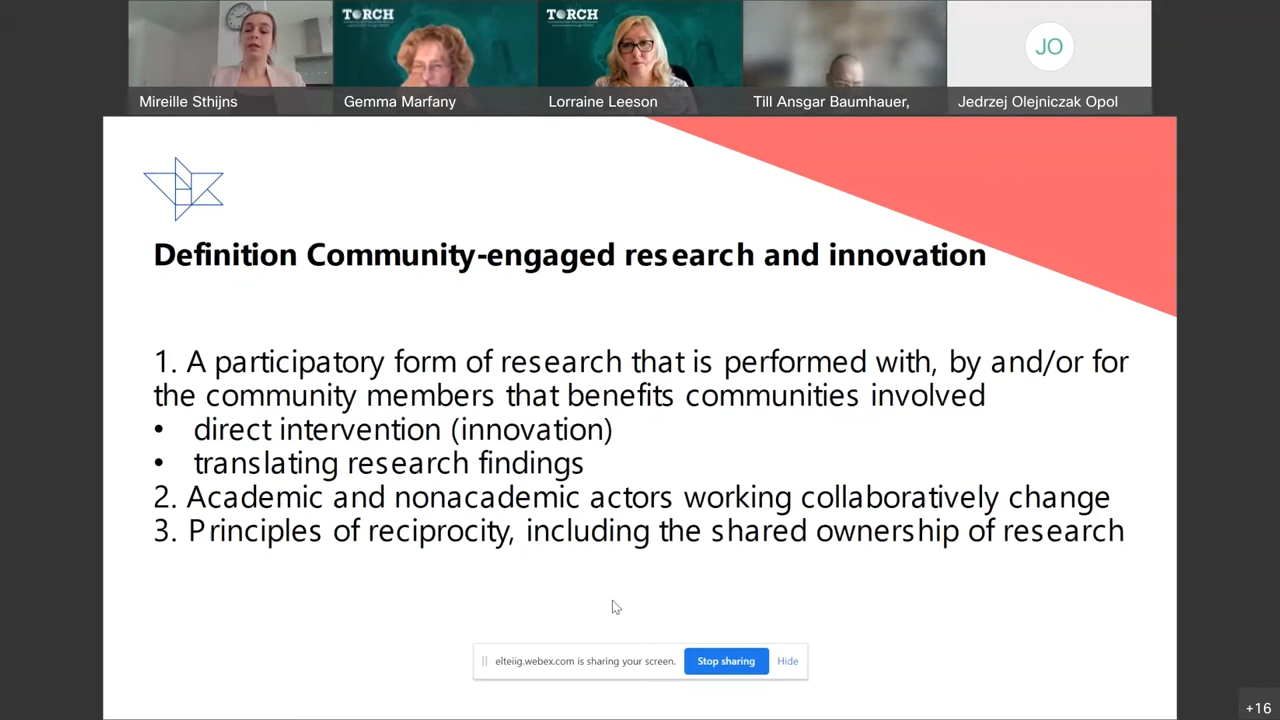 TORCH
TORCH
JO
Mireille Sthijns
Gemma Marfany
Lorraine Leeson
Till Ansgar Baumhauer,
Jedrzej Olejniczak Opol
Definition Community-engaged research and innovation
1. A participatory form of research that is performed with, by and/or for
the community members that benefits communities involved
• direct intervention (innovation)
• translating research findings
2. Academic and nonacademic actors working collaboratively change
3. Principles of reciprocity, including the shared ownership of research
elteiig.webex.com is sharing your screen.
Stop sharing
Hide
+16